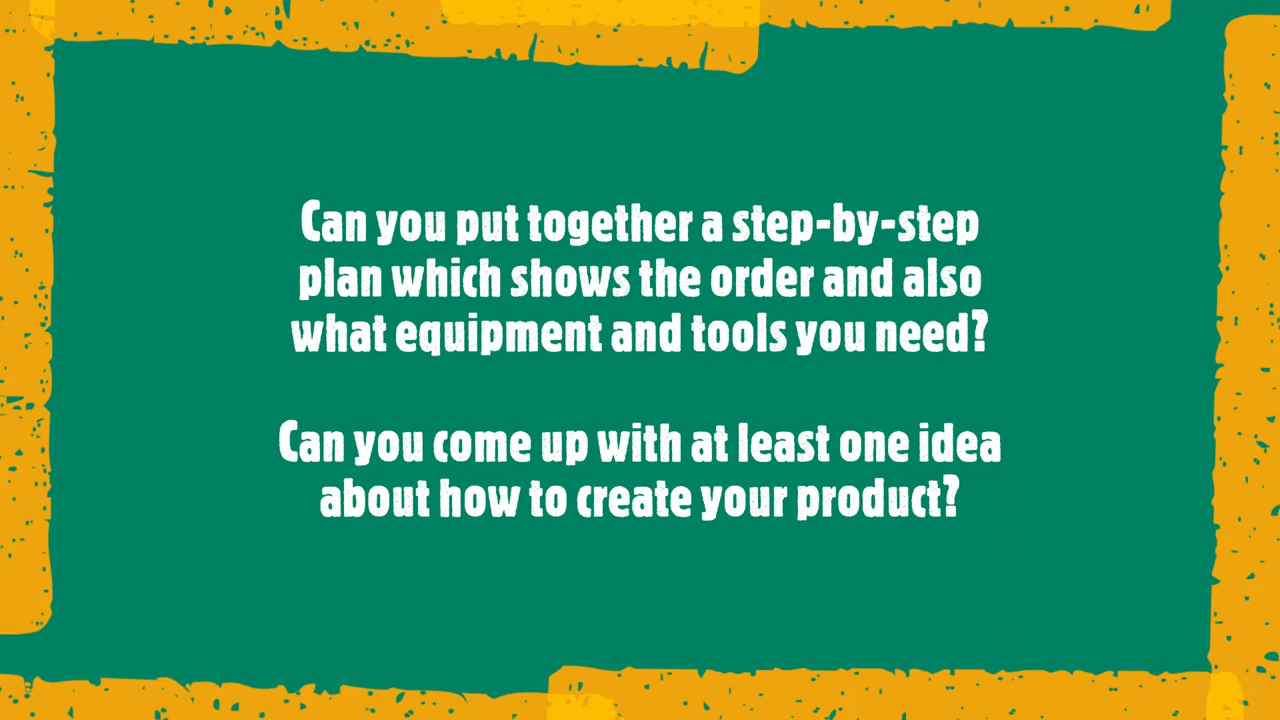 Can you put together a step-by-step
plan which shows the order and also
what equipment and tools you need?
Can you come up with at least one idea
about how to create your product?